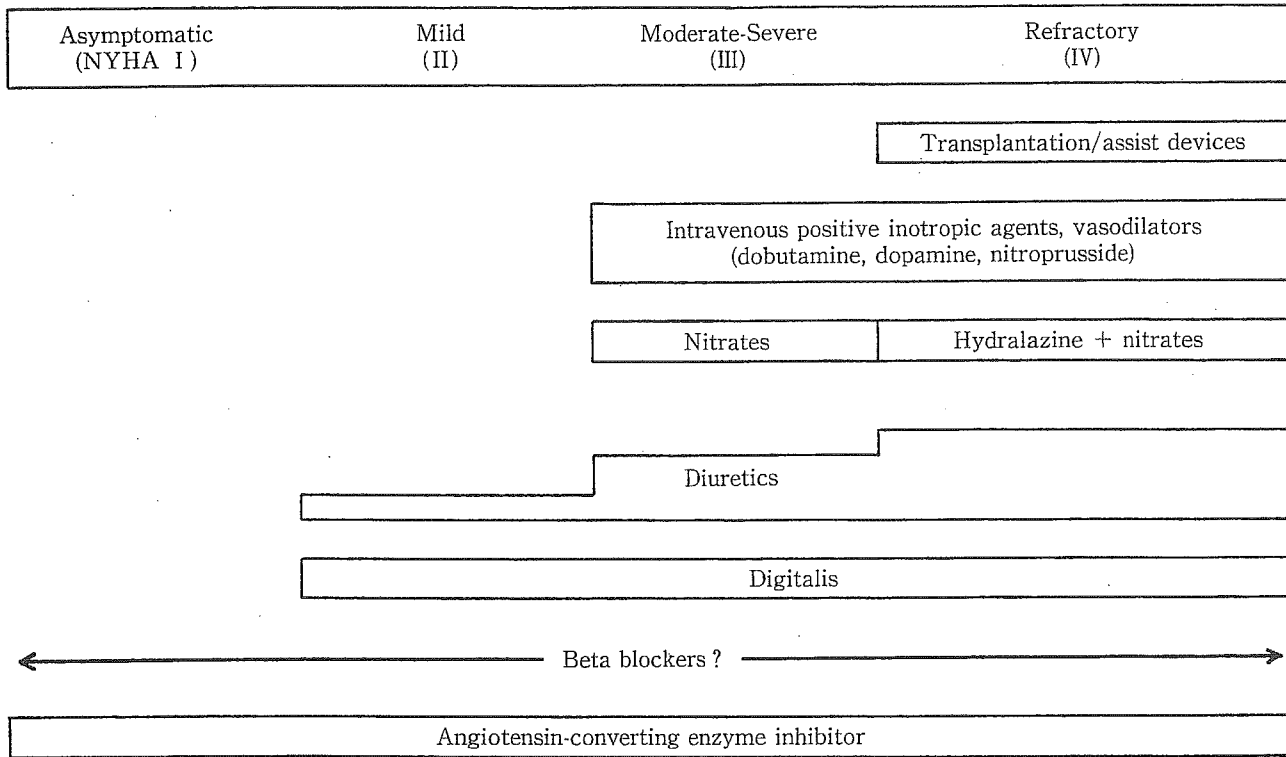 Asymptomatic
(NYHA I)
Mild
(II)
Moderate-Severe
(III)
Refractory
(IV)
Transplantation/assist devices
Intravenous positive inotropic agents, vasodilators
(dobutamine, dopamine, nitroprusside)
Nitrates
Hydralazine + nitrates
Diuretics
Digitalis
Beta blockers ?
Angiotensin-converting enzyme inhibitor